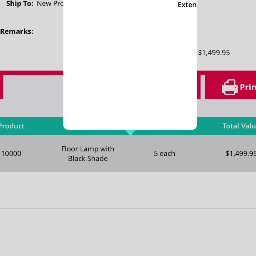 Ship To: New Pro
Exten
Remarks:
$1,499.95
Prin
Product Total Valu
10000 Floor Lamp with 5 each $1,499.95
Black Shade